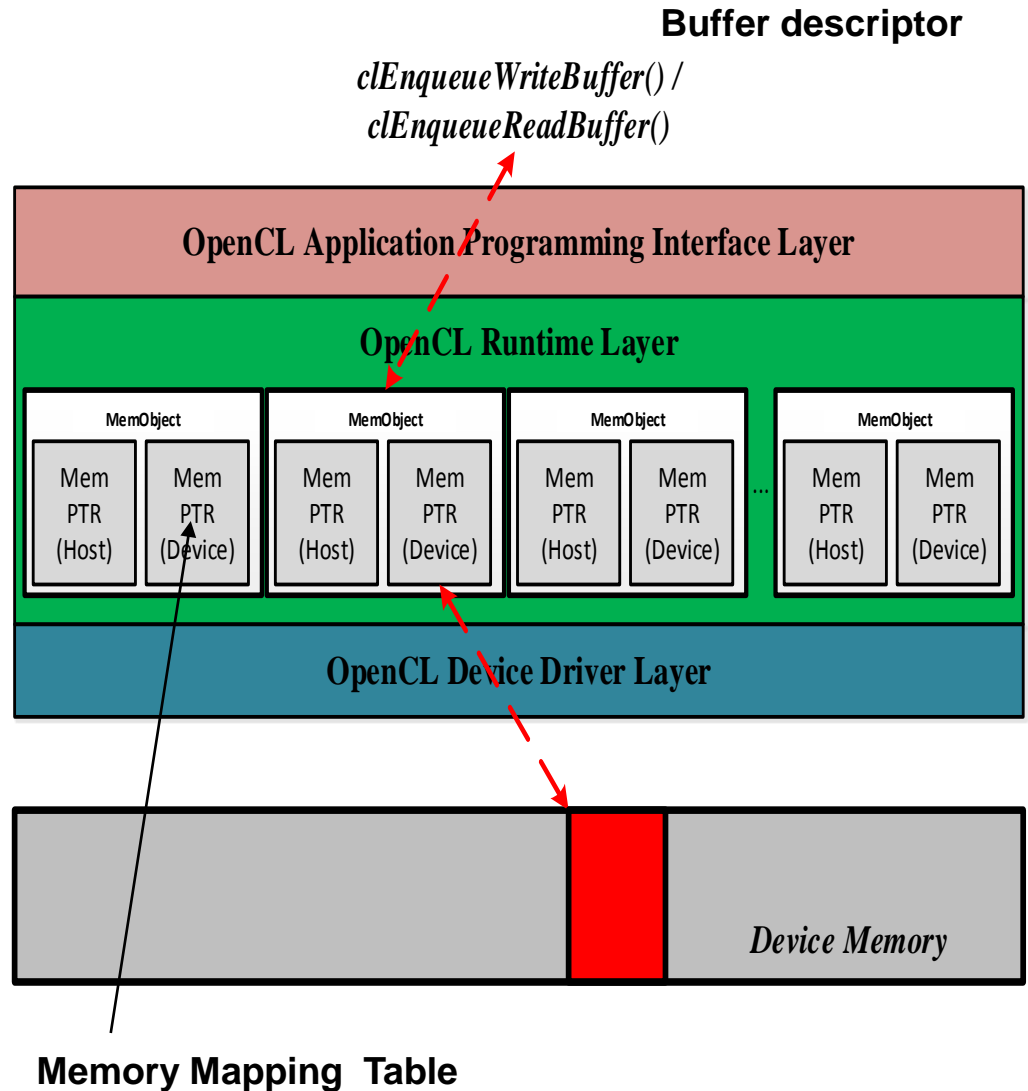 Buffer descriptor
clEnqueueWriteBuffer() /
clEnqueueReadBuffer()
OpenCL Application Programming Interface Layer
OpenCL Runtime Layer
MemObject
Mem
PTR
(Host)
Mem
PTR
(Device)
MemObject
Mem
PTR
(Host)
Mem
PTR
(Device)
MemObject
Mem
PTR
(Host)
Mem
PTR
(Device)
...
MemObject
Mem
PTR
(Host)
Mem
PTR
(Device)
OpenCL Device Driver Layer
Device Memory
Memory Mapping Table